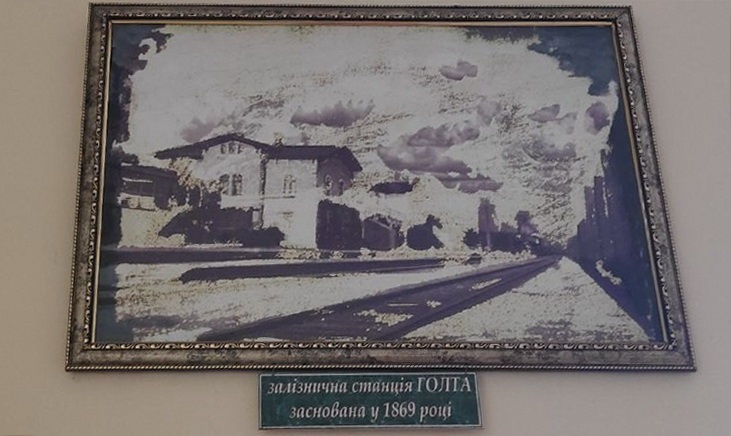 залізнична станція ГОЛТА
заснована у 1869 році